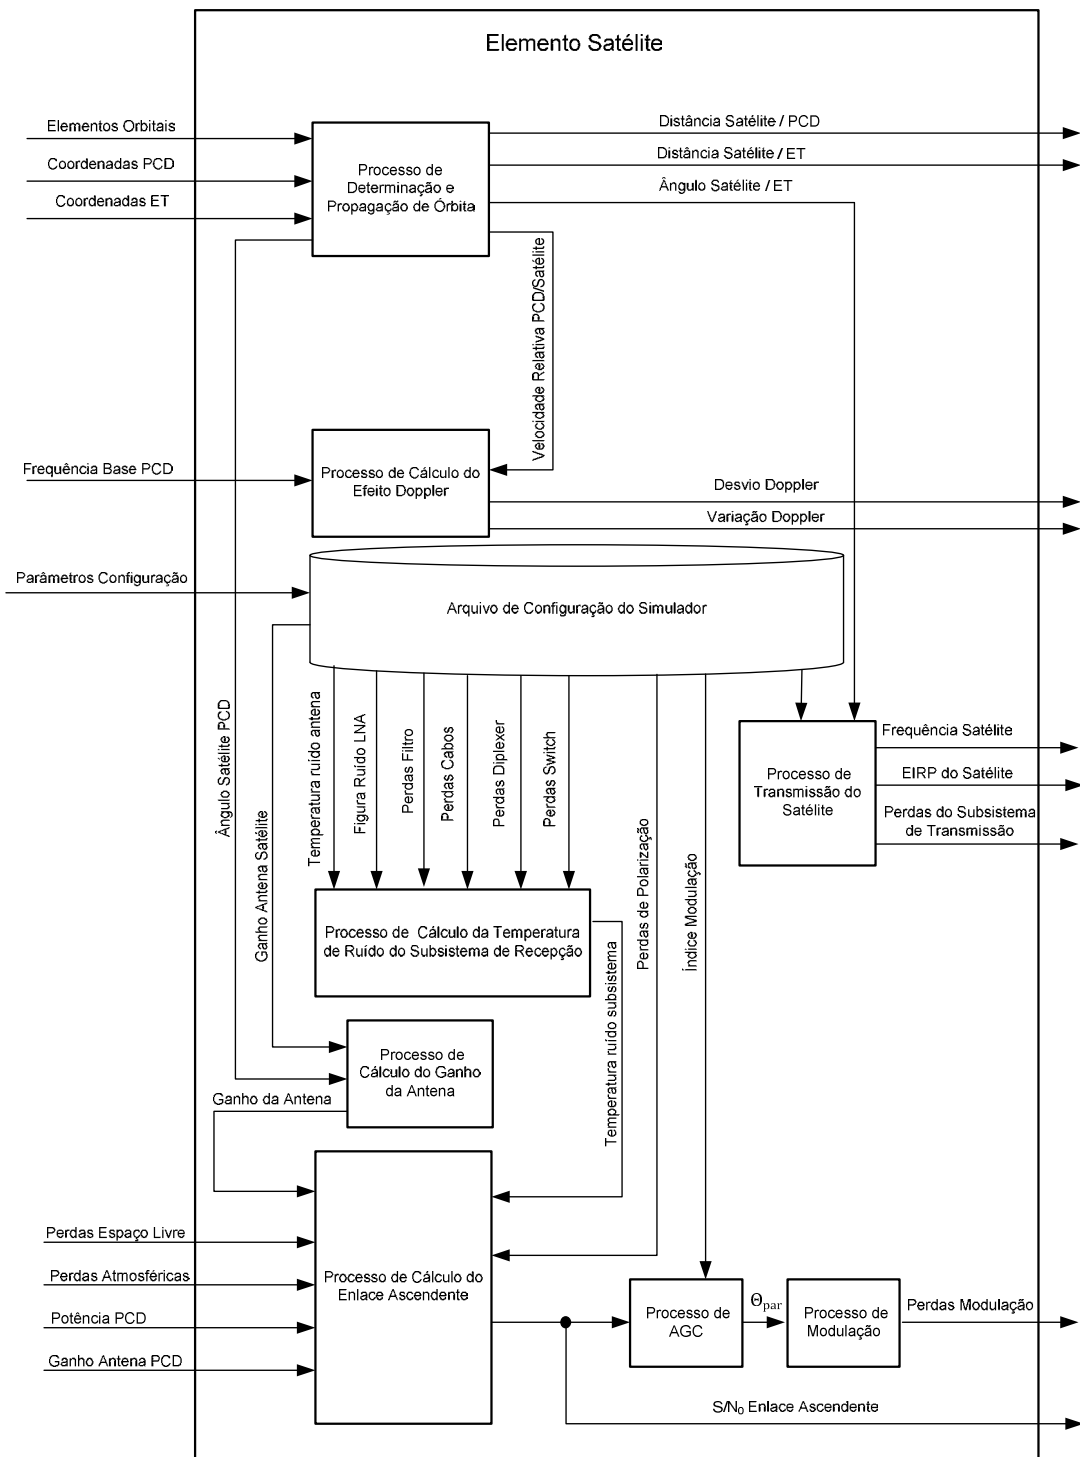 Elemento Satélite
Elementos Orbitais
Coordenadas PCD
Coordenadas ET
Processo de
Determinação e
Propagação de Órbita
Distância Satélite / PCD
Distância Satélite / ET
Ângulo Satélite / ET
Velocidade Relativa PCD/Satélite
Frequência Base PCD
Processo de Cálculo do
Efeito Doppler
Desvio Doppler
Variação Doppler
Parâmetros Configuração
Arquivo de Configuração do Simulador
Ângulo Satélite PCD
Ganho Antena Satélite
Temperatura ruído antena
Figura Ruído LNA
Perdas Filtro
Perdas Cabos
Perdas Diplexer
Perdas Switch
Perdas de Polarização
Índice Modulação
Processo de
Transmissão do
Satélite
Frequência Satélite
EIRP do Satélite
Perdas do Subsistema
de Transmissão
Processo de Cálculo da Temperatura
de Ruído do Subsistema de Recepção
Temperatura ruído subsistema
Processo de
Cálculo do Ganho
da Antena
Ganho da Antena
Perdas Espaço Livre
Perdas Atmosféricas
Potência PCD
Ganho Antena PCD
Processo de Cálculo do
Enlace Ascendente
Processo de
AGC
Θpar
Processo de
Modulação
Perdas Modulação
S/N₀ Enlace Ascendente